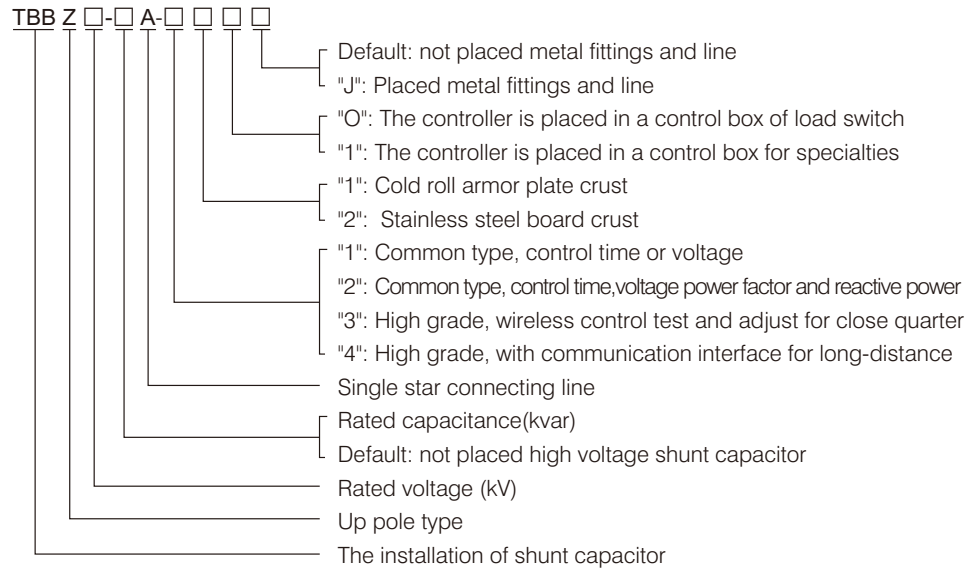 TBB Z □-□ A-□ □ □ □
Default: not placed metal fittings and line
"J": Placed metal fittings and line
"O": The controller is placed in a control box of load switch
"1": The controller is placed in a control box for specialties
"1": Cold roll armor plate crust
"2": Stainless steel board crust
"1": Common type, control time or voltage
"2": Common type, control time,voltage power factor and reactive power
"3": High grade, wireless control test and adjust for close quarter
"4": High grade, with communication interface for long-distance
Single star connecting line
Rated capacitance(kvar)
Default: not placed high voltage shunt capacitor
Rated voltage (kV)
Up pole type
The installation of shunt capacitor